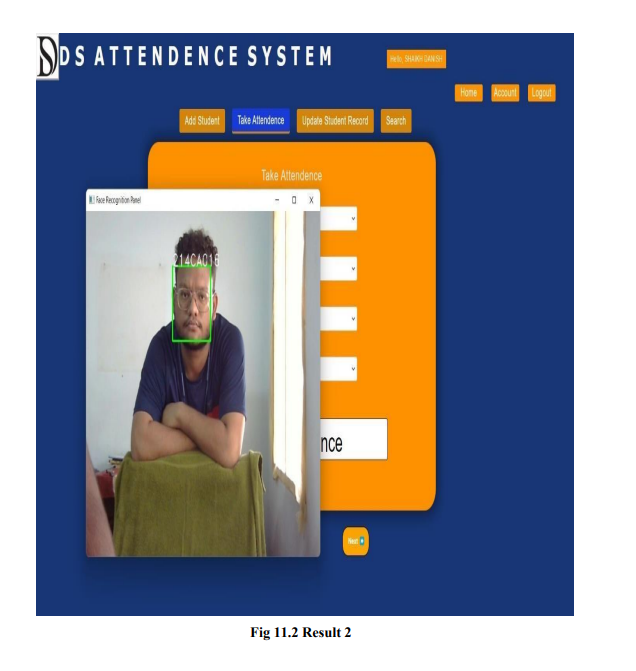 DS ATTENDENCE SYSTEM
Hello, SHAIKH DANISH
Home Account Logout
Add Student Take Attendence Update Student Record Search
Take Attendence
Face Recognition Panel
214CA016
nce
Next
Fig 11.2 Result 2